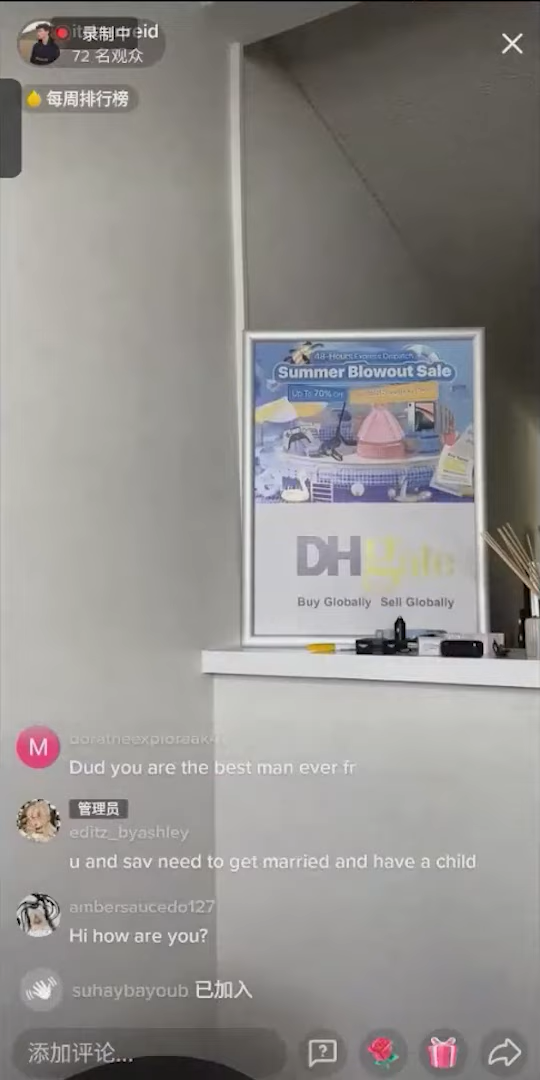 录制中
72 名观众
每周排行榜
48-Hours Express Dispatch
Summer Blowout Sale
Up To 70%
DH
Buy Globally Sell Globally
M
Dud you are the best man ever fr
管理员
editz_byashley
u and sav need to get married and have a child
ambersaucedo127
Hi how are you?
suhaybayoub 已加入
添加评论...